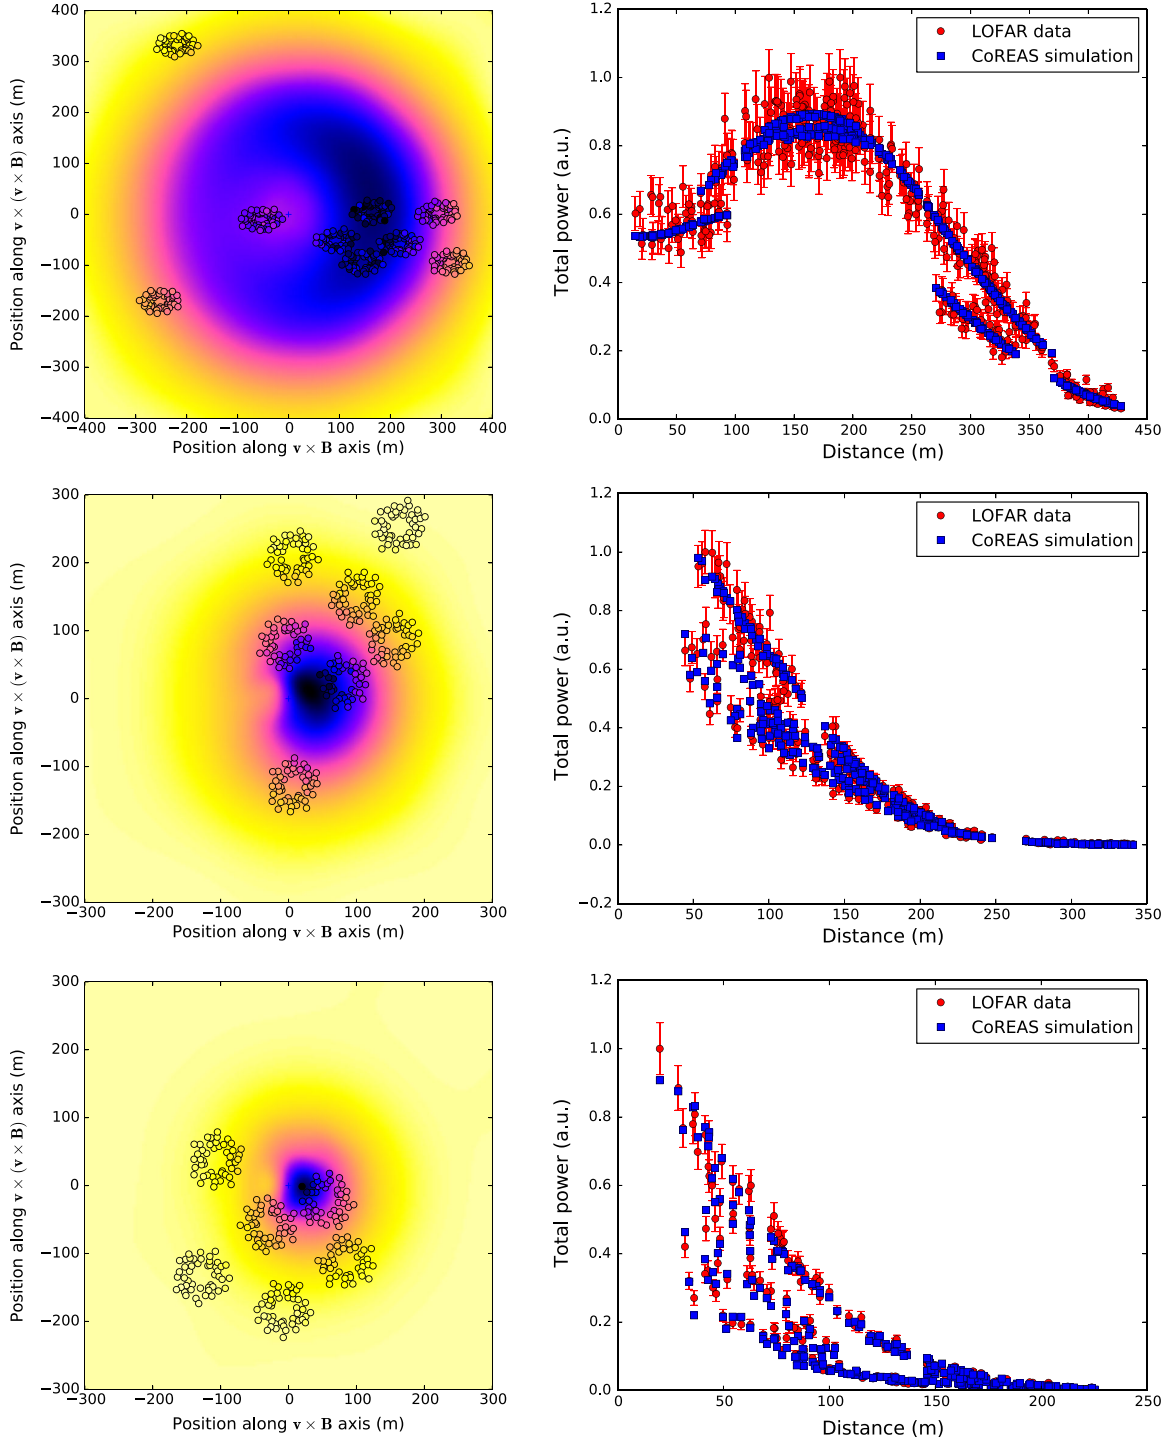 400
300
200
100
0
−100
−200
−300
−400
−400 −300 −200 −100 0 100 200 300 400
Position along v × B axis (m)
Position along v × (v × B) axis (m)
1.2
1.0
0.8
0.6
0.4
0.2
0.0
0 50 100 150 200 250 300 350 400 450
Distance (m)
Total power (a.u.)
LOFAR data
CoREAS simulation
300
200
100
0
−100
−200
−300
−300 −200 −100 0 100 200 300
Position along v × B axis (m)
Position along v × (v × B) axis (m)
1.2
1.0
0.8
0.6
0.4
0.2
0.0
−0.2
0 50 100 150 200 250 300 350
Distance (m)
Total power (a.u.)
LOFAR data
CoREAS simulation
300
200
100
0
−100
−200
−300
−300 −200 −100 0 100 200 300
Position along v × B axis (m)
Position along v × (v × B) axis (m)
1.2
1.0
0.8
0.6
0.4
0.2
0.0
0 50 100 150 200 250
Distance (m)
Total power (a.u.)
LOFAR data
CoREAS simulation